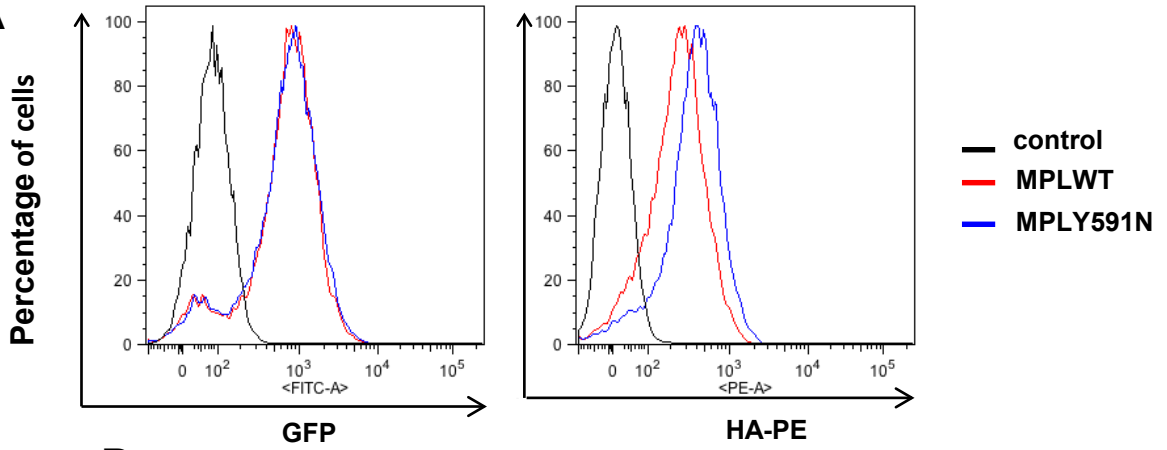 Percentage of cells
100
80
60
40
20
0
0 10² 10³ 10⁴ 10⁵
<FITC-A>
GFP
100
80
60
40
20
0
0 10² 10³ 10⁴ 10⁵
<PE-A>
HA-PE
control
MPLWT
MPLY591N